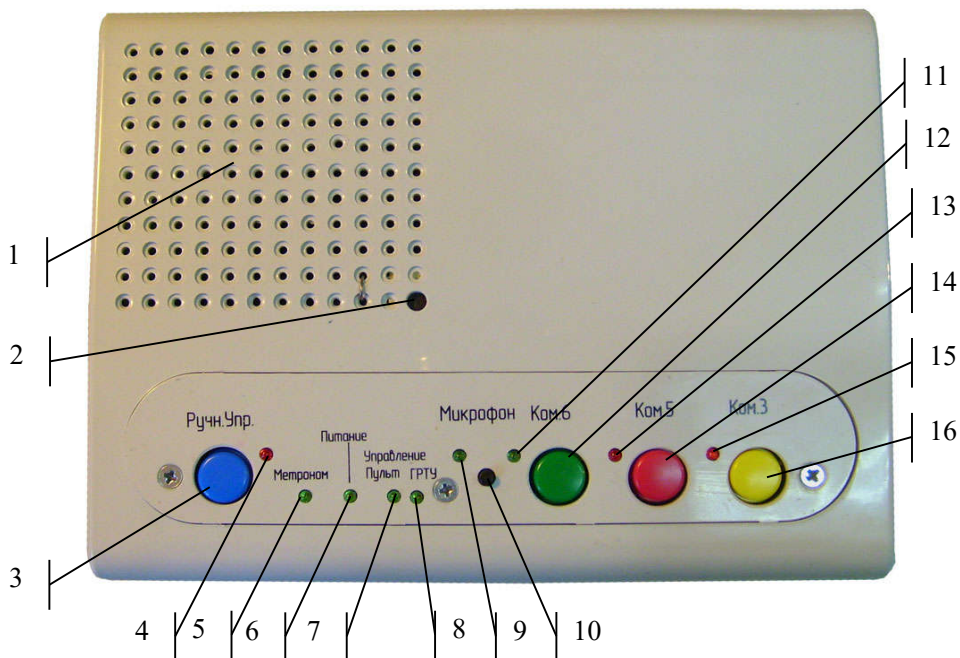 11
12
13
1
14
2
15
Ручн.Упр.
Микрофон
Ком.6
Ком.5
Ком.3
16
Питание
Управление
Метроном
Пульт ГРТУ
3
4 5 6 7 8 9 10